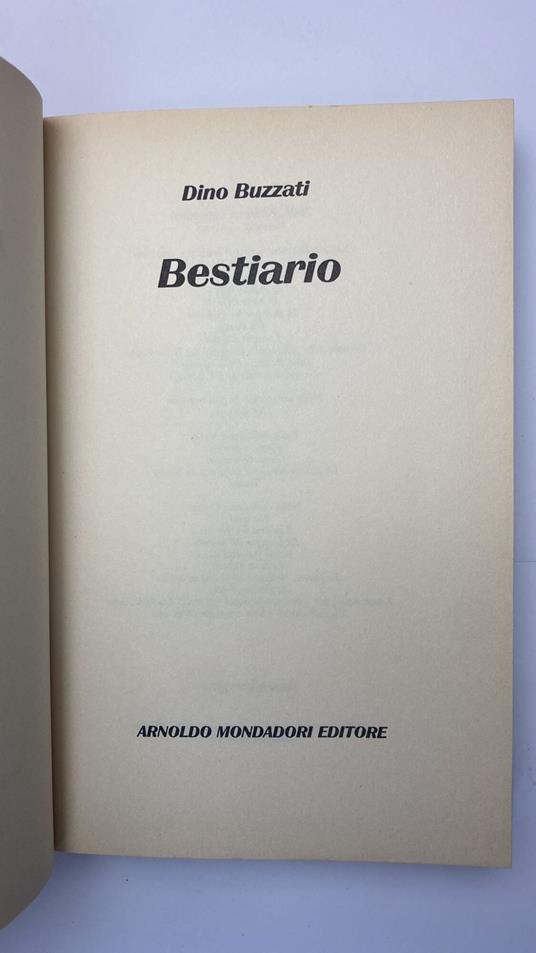 Dino Buzzati
Bestiario
ARNOLDO MONDADORI EDITORE